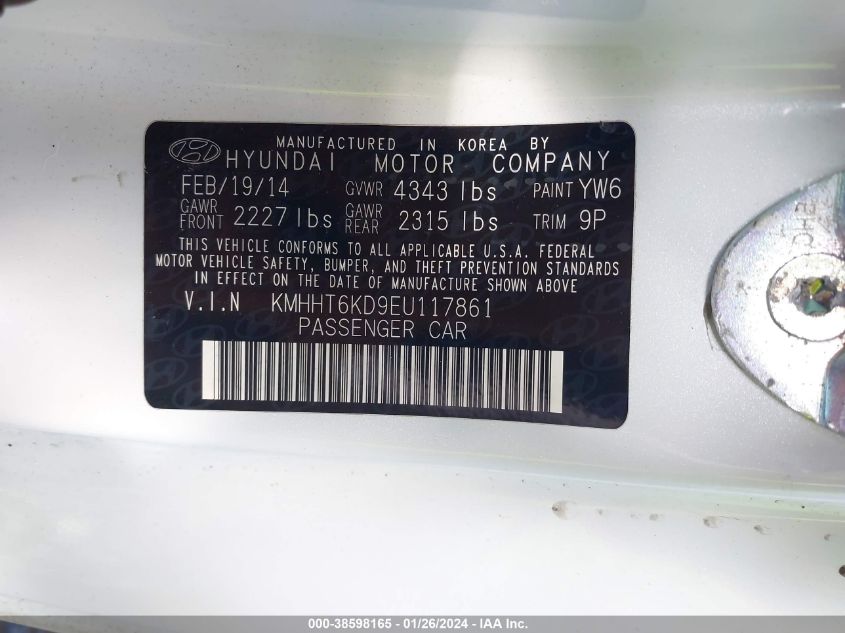 MANUFACTURED IN KOREA BY
HYUNDAI MOTOR COMPANY
FEB/19/14 GVWR 4343 lbs PAINT YW6
GAWR FRONT 2227 lbs GAWR REAR 2315 lbs TRIM 9P
THIS VEHICLE CONFORMS TO ALL APPLICABLE U.S.A. FEDERAL
MOTOR VEHICLE SAFETY, BUMPER, AND THEFT PREVENTION STANDARDS
IN EFFECT ON THE DATE OF MANUFACTURE SHOWN ABOVE
V.I.N KMHHT6KD9EU117861
PASSENGER CAR
000-38598165 - 01/26/2024 - IAA Inc.